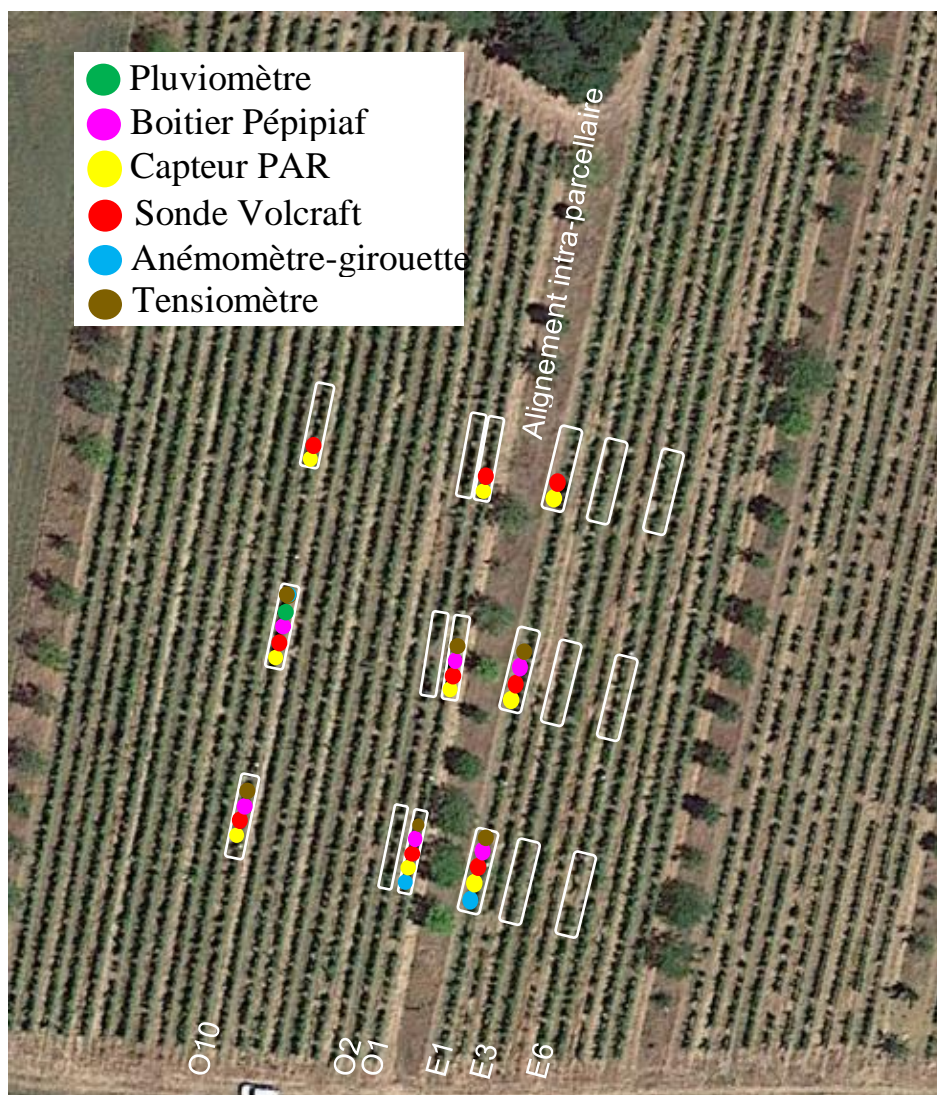 Pluviomètre
Boitier Pépipiaf
Capteur PAR
Sonde Volcraft
Anémomètre-girouette
Tensiomètre
Alignement intra-parcellaire
O10
O2
O1
E1
E3
E6